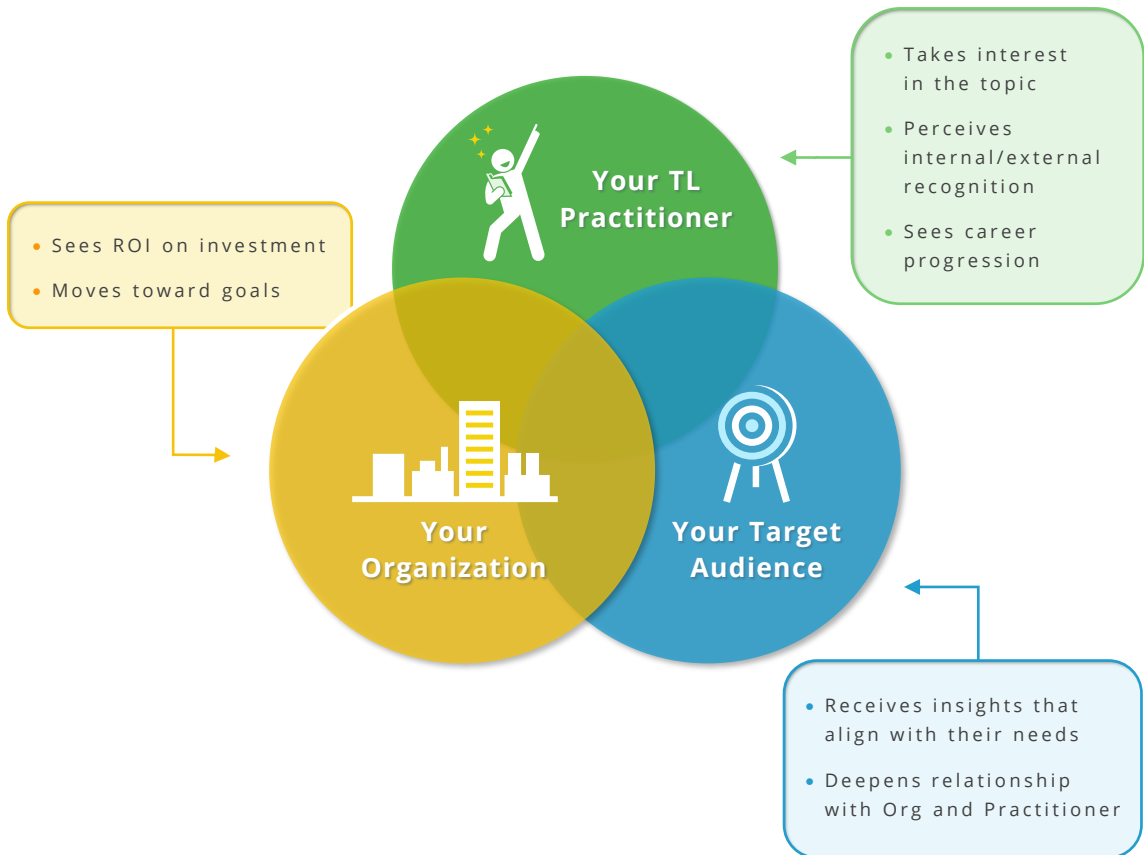 • Takes interest
in the topic
• Perceives
internal/external
recognition
• Sees career
progression
Your TL
Practitioner
• Sees ROI on investment
• Moves toward goals
Your
Organization
Your Target
Audience
• Receives insights that
align with their needs
• Deepens relationship
with Org and Practitioner